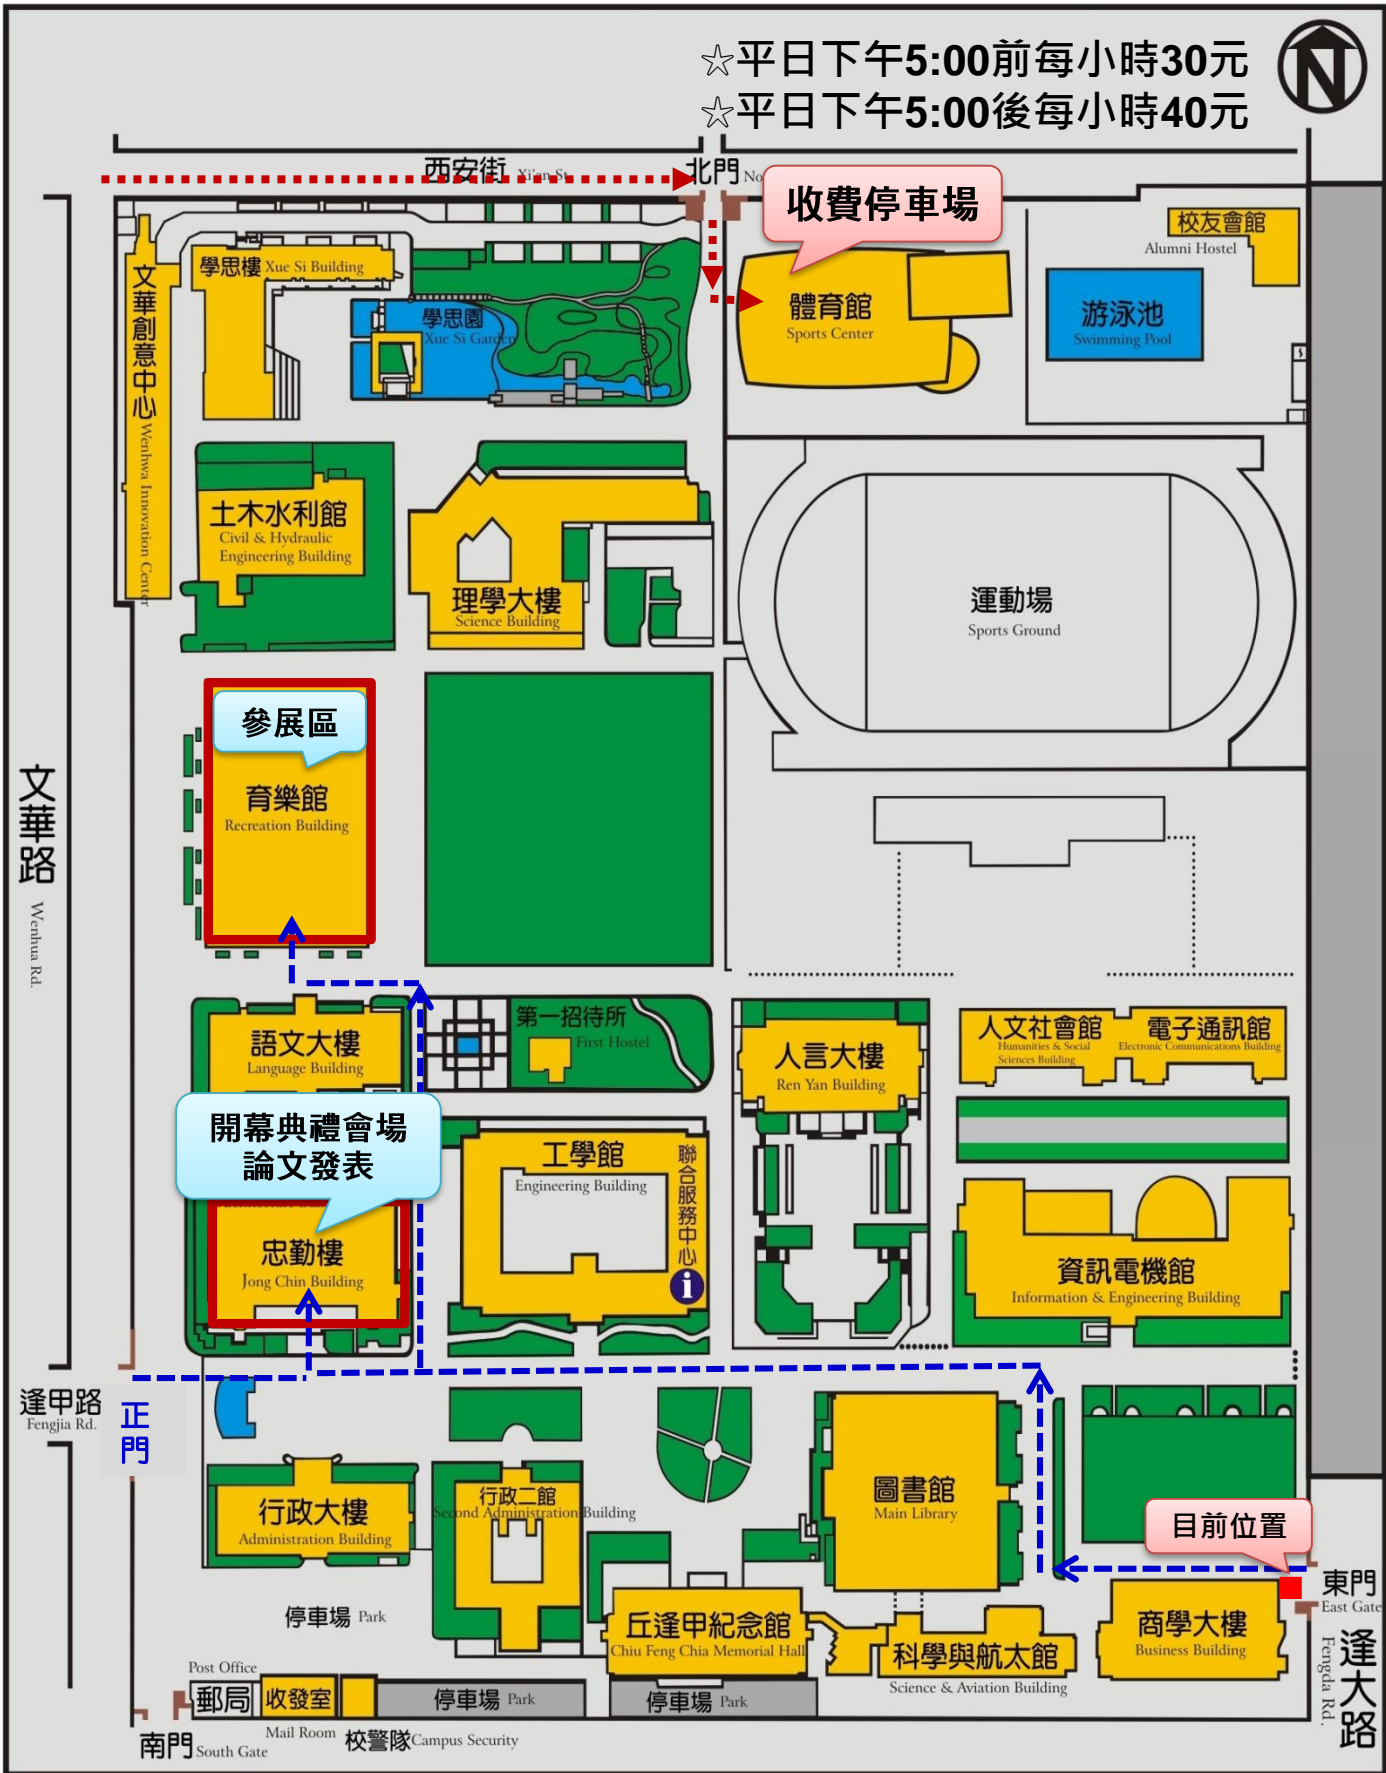 ☆平日下午5:00前每小時30元
☆平日下午5:00後每小時40元
N
西安街 Xi'an St.
北門 No
收費停車場
校友會館
Alumni Hostel
學思樓 Xue Si Building
文華創意中心 Wenhwa Innovation Center
學思園
Xue Si Garden
體育館
Sports Center
游泳池
Swimming Pool
土木水利館
Civil & Hydraulic
Engineering Building
理學大樓
Science Building
運動場
Sports Ground
參展區
育樂館
Recreation Building
文華路
Wenhua Rd.
語文大樓
Language Building
第一招待所
First Hostel
人言大樓
Ren Yan Building
人文社會館
Humanities & Social
Sciences Building
電子通訊館
Electronic Communications Building
開幕典禮會場
論文發表
工學館
Engineering Building
聯合服務中心
i
忠勤樓
Jong Chin Building
資訊電機館
Information & Engineering Building
逢甲路
Fengjia Rd.
正門
行政大樓
Administration Building
行政二館
Second Administration Building
圖書館
Main Library
目前位置
東門
East Gate
停車場 Park
丘逢甲紀念館
Chiu Feng Chia Memorial Hall
科學與航太館
Science & Aviation Building
商學大樓
Business Building
逢大路
Fengda Rd.
Post Office
郵局
收發室
Mail Room
校警隊 Campus Security
停車場 Park
停車場 Park
南門 South Gate